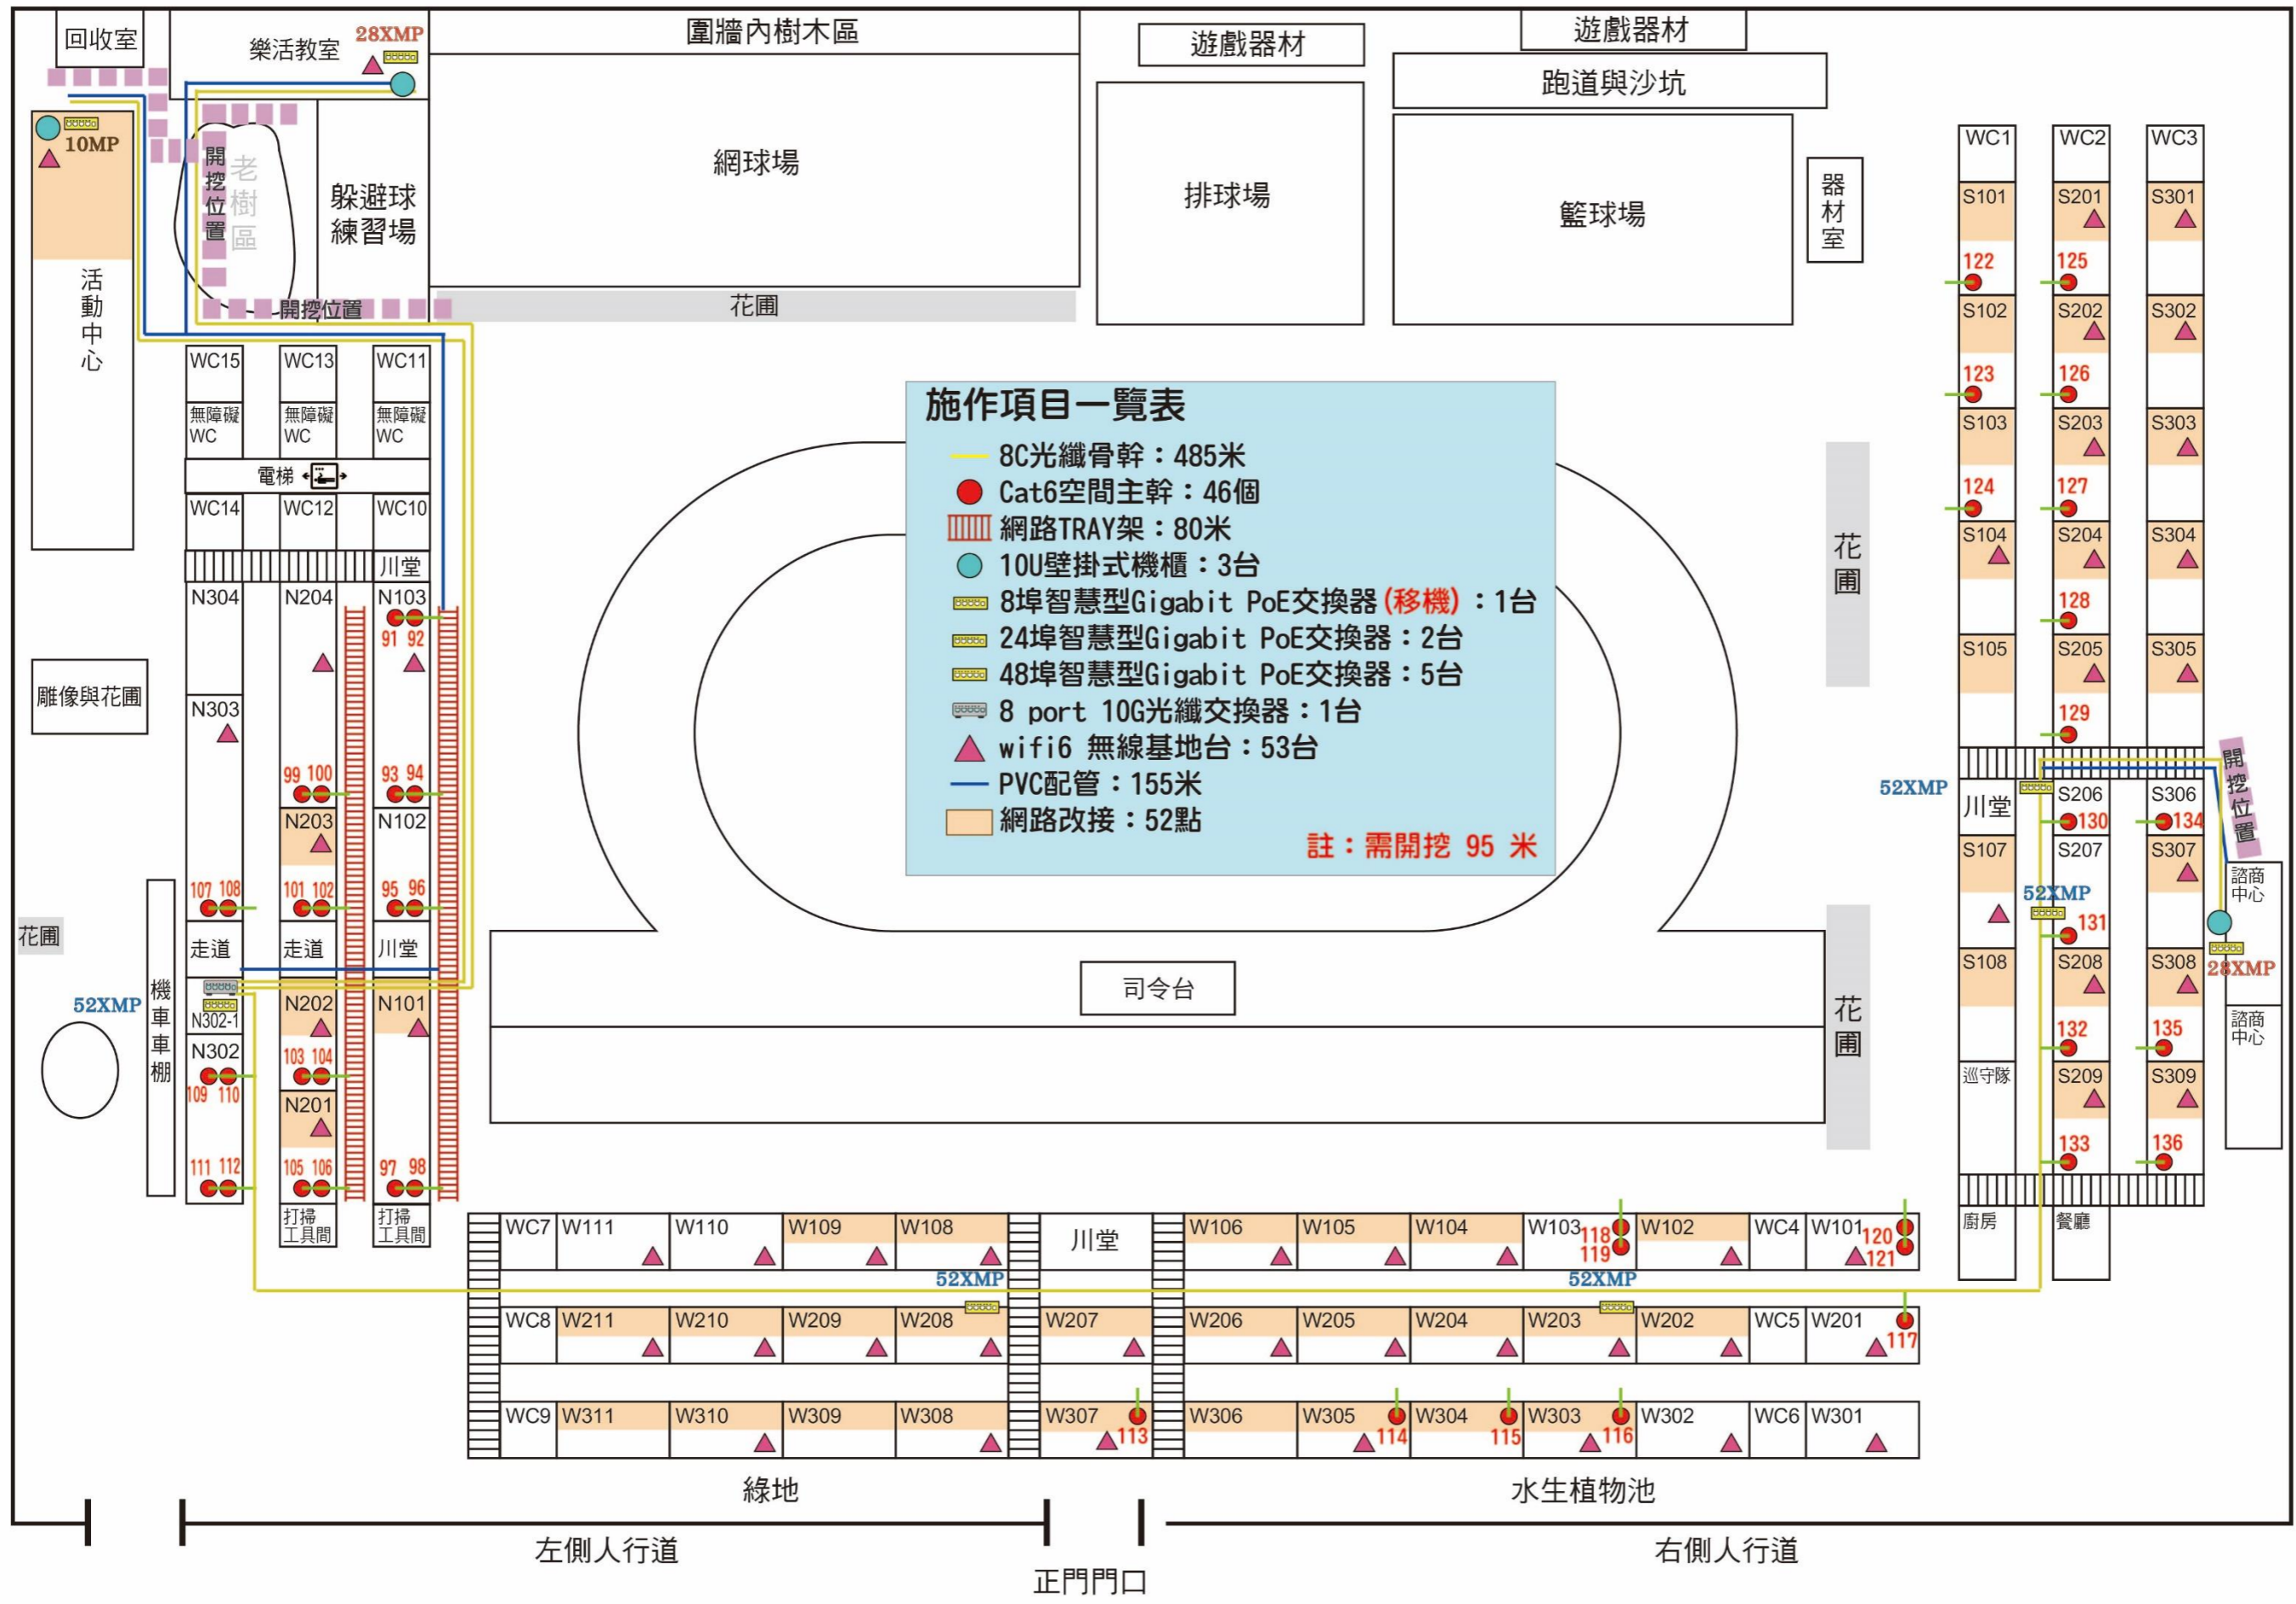 回收室
樂活教室
28XMP
圍牆內樹木區
遊戲器材
遊戲器材
跑道與沙坑
10MP
活動中心
開挖位置
老樹區
躲避球
練習場
開挖位置
網球場
花圃
排球場
籃球場
器材室
WC15
WC13
WC11
無障礙
WC
無障礙
WC
無障礙
WC
電梯
WC14
WC12
WC10
川堂
N304
N204
N103
91 92
雕像與花圃
N303
99 100
93 94
N203
N102
107 108
101 102
95 96
花圃
走道
走道
川堂
機車車棚
52XMP
N302-1
N202
N101
N302
103 104
109 110
N201
111 112
105 106
97 98
打掃
工具間
打掃
工具間
施作項目一覽表
8C光纖骨幹：485米
Cat6空間主幹：46個
網路TRAY架：80米
10U壁掛式機櫃：3台
8埠智慧型Gigabit PoE交換器(移機)：1台
24埠智慧型Gigabit PoE交換器：2台
48埠智慧型Gigabit PoE交換器：5台
8 port 10G光纖交換器：1台
wifi6 無線基地台：53台
PVC配管：155米
網路改接：52點
註：需開挖 95 米
司令台
花圃
花圃
WC1
WC2
WC3
S101
S201
S301
122
125
S102
S202
S302
123
126
S103
S203
S303
124
127
S104
S204
S304
128
S105
S205
S305
129
開挖位置
52XMP
川堂
S206
S306
130
134
S107
S207
S307
諮商
中心
52XMP
131
S108
S208
S308
28XMP
132
135
諮商
中心
巡守隊
S209
S309
133
136
廚房
餐廳
WC7
W111
W110
W109
W108
川堂
W106
W105
W104
W103
118
119
W102
WC4
W101
120
121
52XMP
52XMP
WC8
W211
W210
W209
W208
W207
W206
W205
W204
W203
W202
WC5
W201
117
WC9
W311
W310
W309
W308
W307
113
W306
W305
114
W304
115
W303
116
W302
WC6
W301
綠地
水生植物池
左側人行道
正門門口
右側人行道